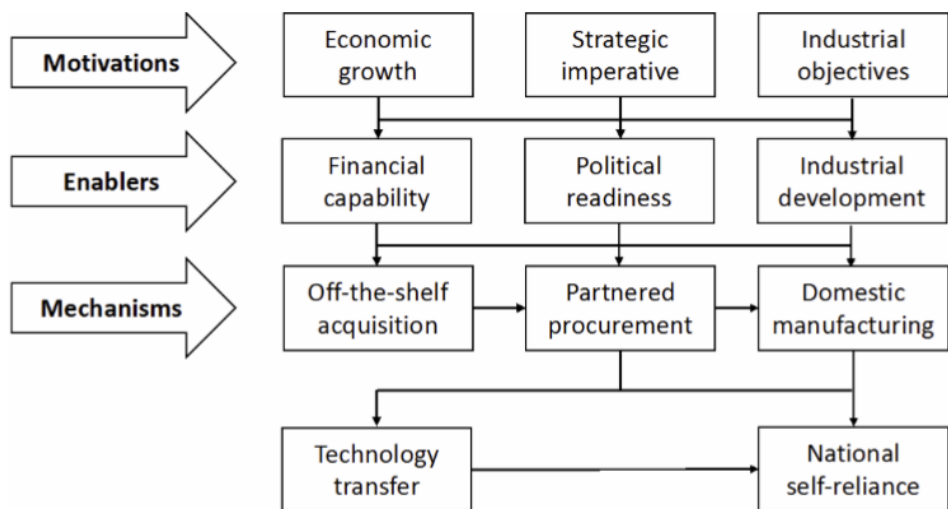 Motivations
Economic
growth
Strategic
imperative
Industrial
objectives
Enablers
Financial
capability
Political
readiness
Industrial
development
Mechanisms
Off-the-shelf
acquisition
Partnered
procurement
Domestic
manufacturing
Technology
transfer
National
self-reliance